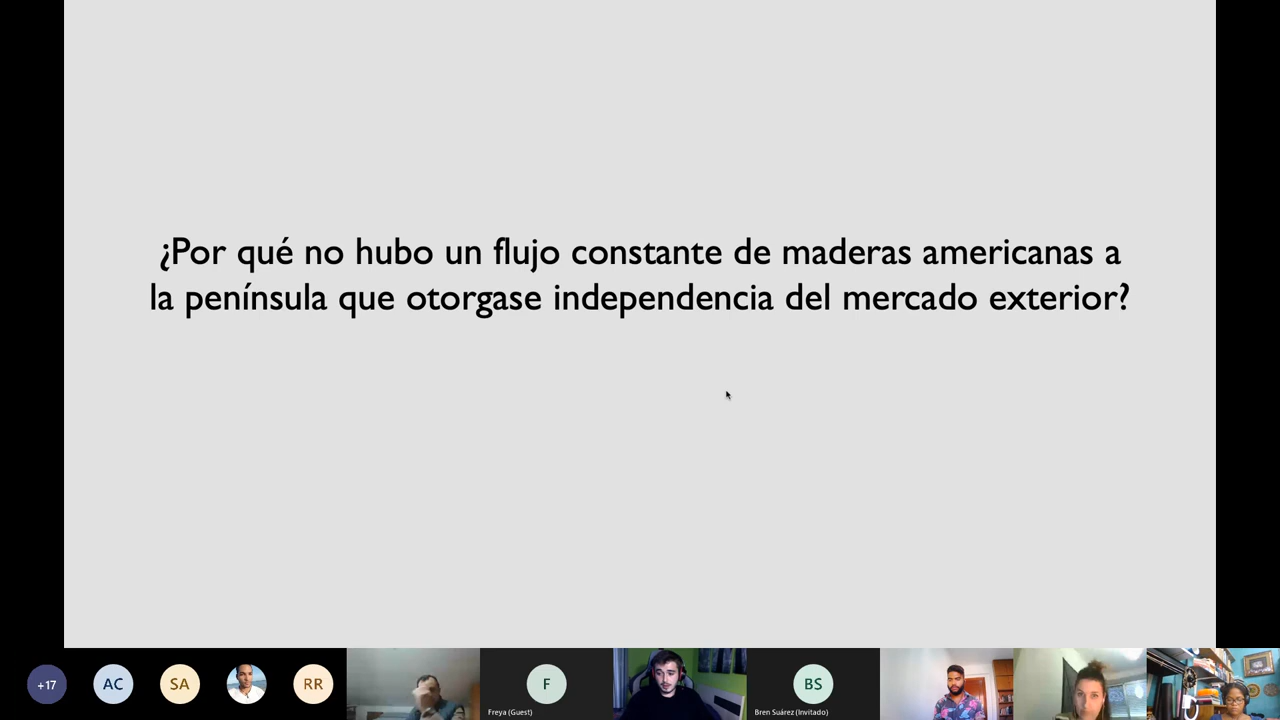 ¿Por qué no hubo un flujo constante de maderas americanas a
la península que otorgase independencia del mercado exterior?
+17
AC
SA
RR
F
Freya (Guest)
BS
Bren Suárez (Invitado)